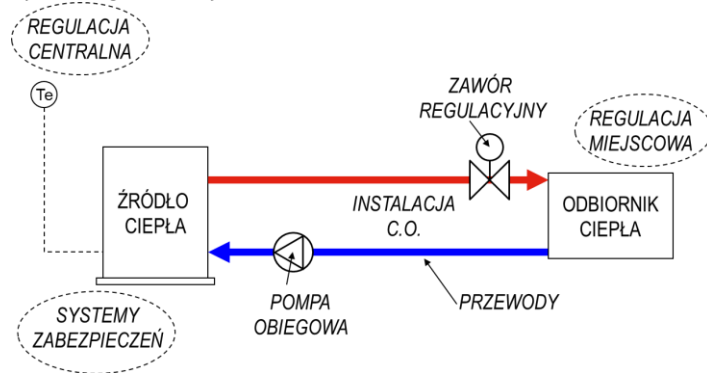 REGULACJA
CENTRALNA
Te
ZAWÓR
REGULACYJNY
REGULACJA
MIEJSCOWA
ŹRÓDŁO
CIEPŁA
INSTALACJA
C.O.
ODBIORNIK
CIEPŁA
POMPA
OBIEGOWA
PRZEWODY
SYSTEMY
ZABEZPIECZEŃ